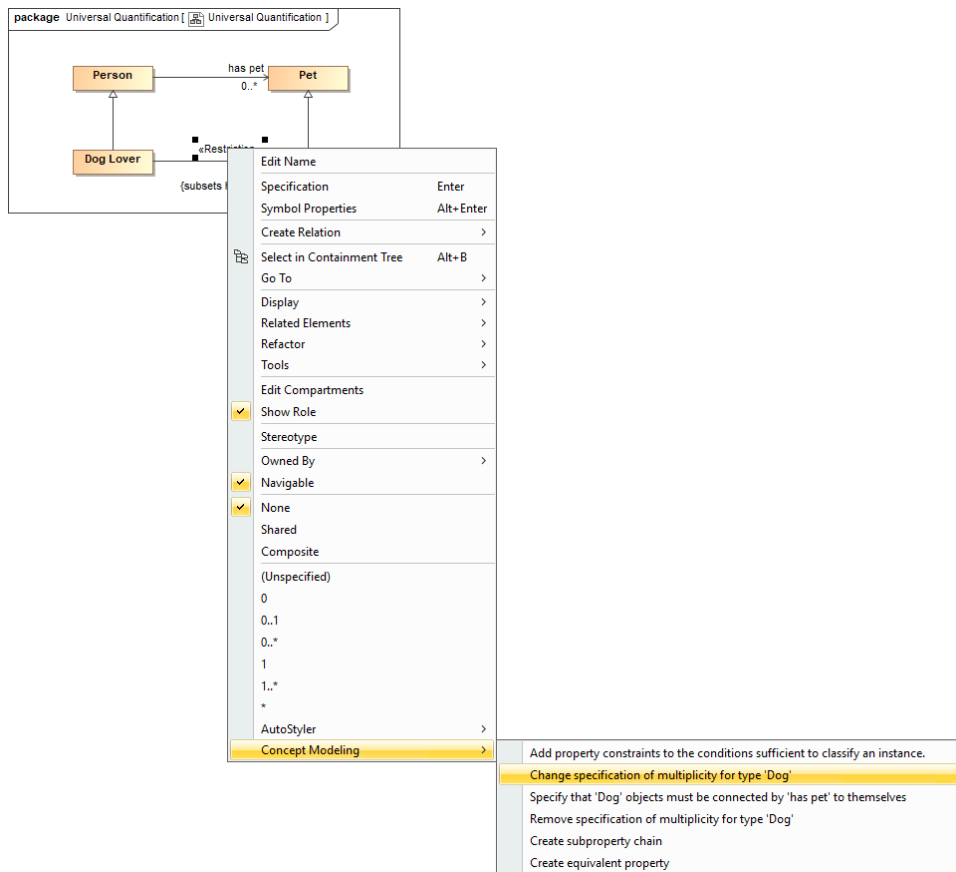 package Universal Quantification [ Universal Quantification ]
Person
has pet
0..*
Pet
Dog Lover
«Restriction
{subsets
Edit Name
Specification Enter
Symbol Properties Alt+Enter
Create Relation
Select in Containment Tree Alt+B
Go To
Display
Related Elements
Refactor
Tools
Edit Compartments
Show Role
Stereotype
Owned By
Navigable
None
Shared
Composite
(Unspecified)
0
0..1
0..*
1
1..*
*
AutoStyler
Concept Modeling
Add property constraints to the conditions sufficient to classify an instance.
Change specification of multiplicity for type 'Dog'
Specify that 'Dog' objects must be connected by 'has pet' to themselves
Remove specification of multiplicity for type 'Dog'
Create subproperty chain
Create equivalent property